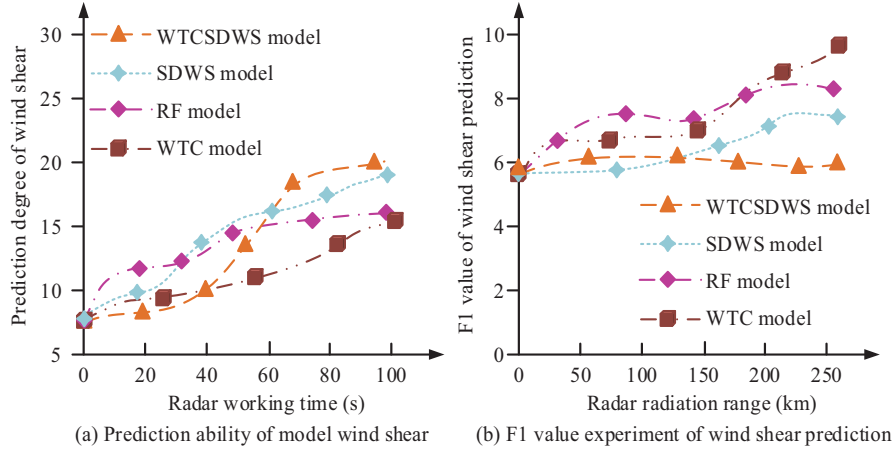 30
25
20
15
10
5
Prediction degree of wind shear
WTCSDWS model
SDWS model
RF model
WTC model
0 20 40 60 80 100
Radar working time (s)
(a) Prediction ability of model wind shear
10
8
6
4
2
0
F1 value of wind shear prediction
WTCSDWS model
SDWS model
RF model
WTC model
0 50 100 150 200 250
Radar radiation range (km)
(b) F1 value experiment of wind shear prediction